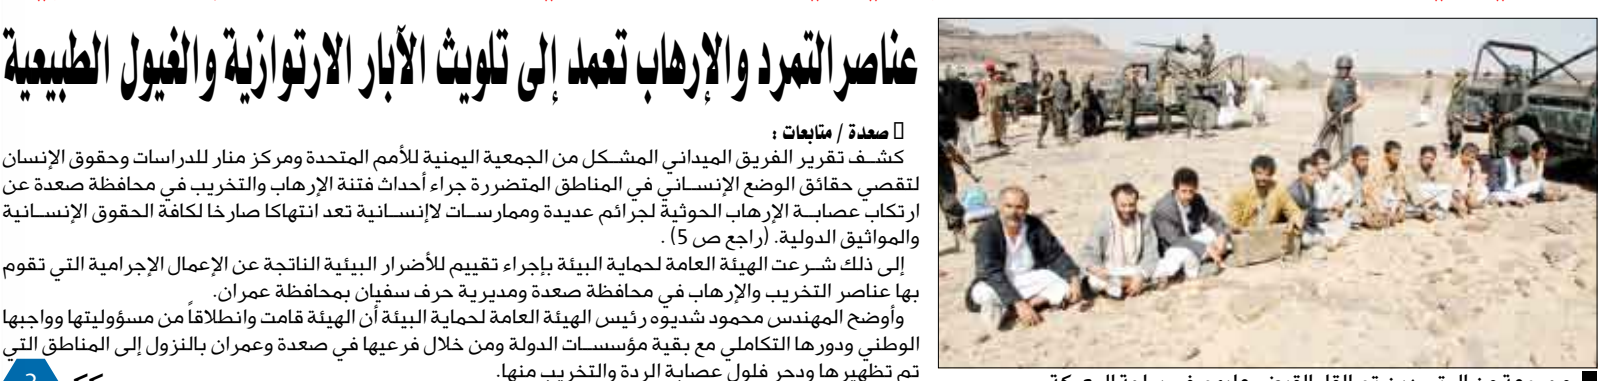 عناصر التمرد والإرهاب تعمد إلى تلويث الآبار الارتوازية والغيول الطبيعية
صعدة / متابعات :
كشف تقرير الفريق الميداني المشكل من الجمعية اليمنية للأمم المتحدة ومركز منار للدراسات وحقوق الإنسان
لتقصي حقائق الوضع الإنساني في المناطق المتضررة جراء أحداث فتنة الإرهاب والتخريب في محافظة صعدة عن
ارتكاب عصابة الإرهاب الحوثية لجرائم عديدة وممارسات لاإنسانية تعد انتهاكا صارخا لكافة الحقوق الإنسانية
والمواثيق الدولية. (راجع ص 5) .
إلى ذلك شرعت الهيئة العامة لحماية البيئة بإجراء تقييم للأضرار البيئية الناتجة عن الإعمال الإجرامية التي تقوم
بها عناصر التخريب والإرهاب في محافظة صعدة ومديرية حرف سفيان بمحافظة عمران.
وأوضح المهندس محمود شديوه رئيس الهيئة العامة لحماية البيئة أن الهيئة قامت وانطلاقاً من مسؤوليتها وواجبها
الوطني ودورها التكاملي مع بقية مؤسسات الدولة ومن خلال فرعيها في صعدة وعمران بالنزول إلى المناطق التي
تم تطهيرها ودحر فلول عصابة الردة والتخريب منها.